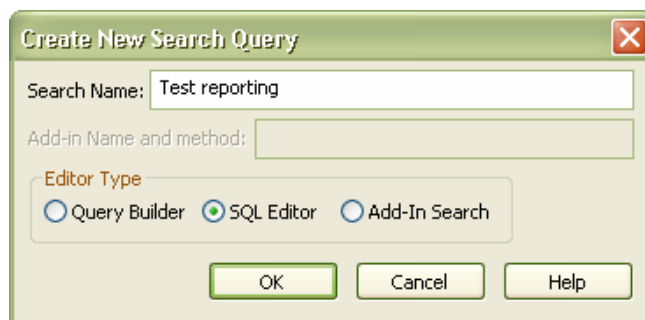 Create New Search Query
Search Name: Test reporting
Add-in Name and method:
Editor Type
Query Builder SQL Editor Add-In Search
OK Cancel Help